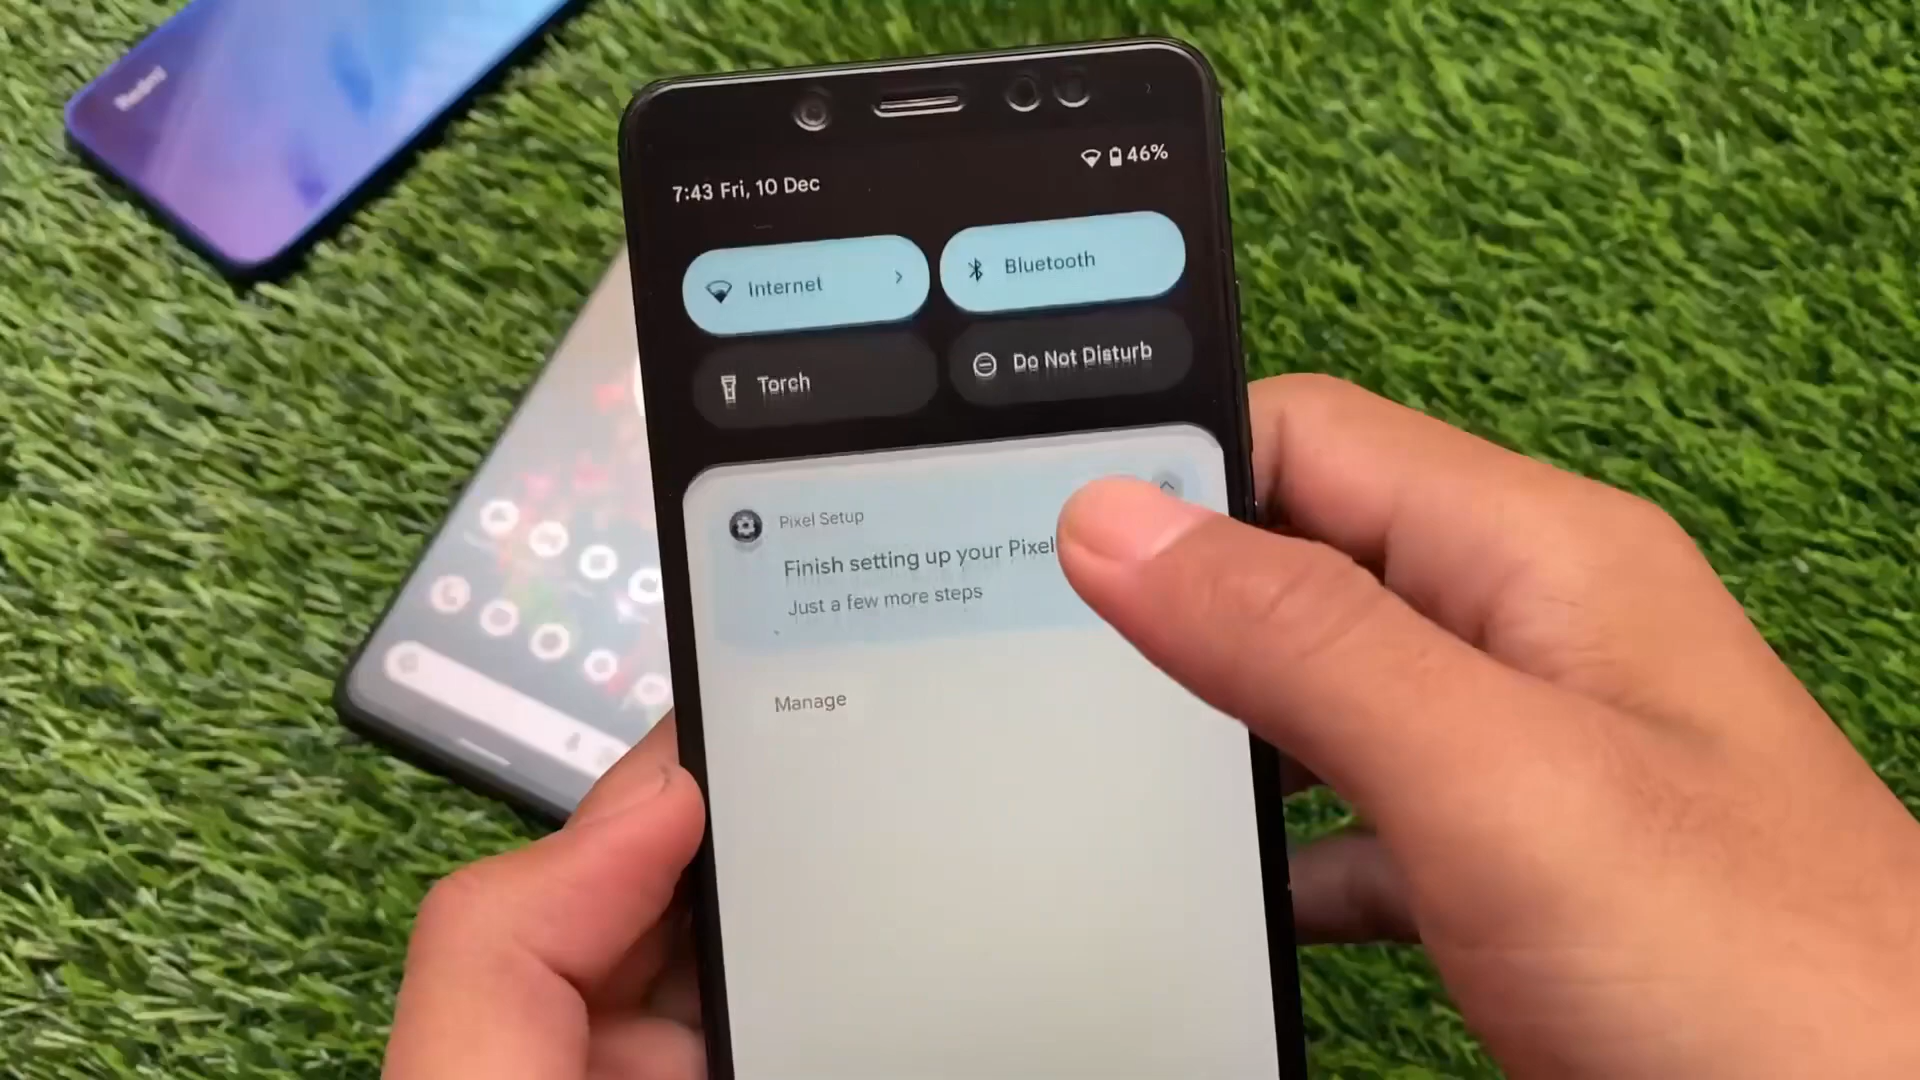 Redmi
46%
7:43 Fri, 10 Dec
Internet
Bluetooth
Torch
Do Not Disturb
Pixel Setup
Finish setting up your Pixel
Just a few more steps
Manage